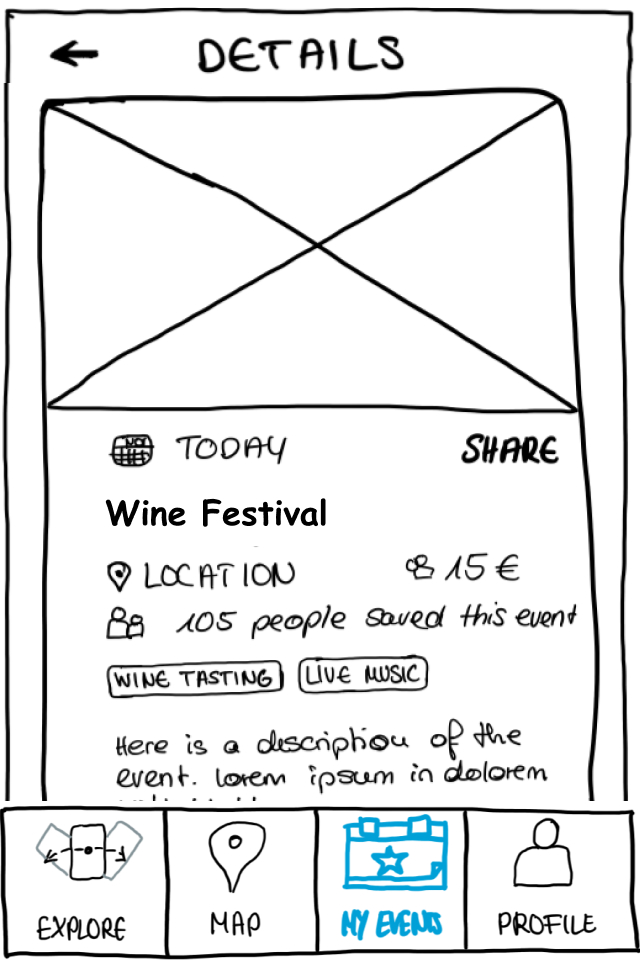 DETAILS
TODAY SHARE
Wine Festival
LOCATION 15 €
105 people saved this event
WINE TASTING LIVE MUSIC
Here is a description of the
event. Lorem ipsum in dolorem
EXPLORE MAP MY EVENTS PROFILE